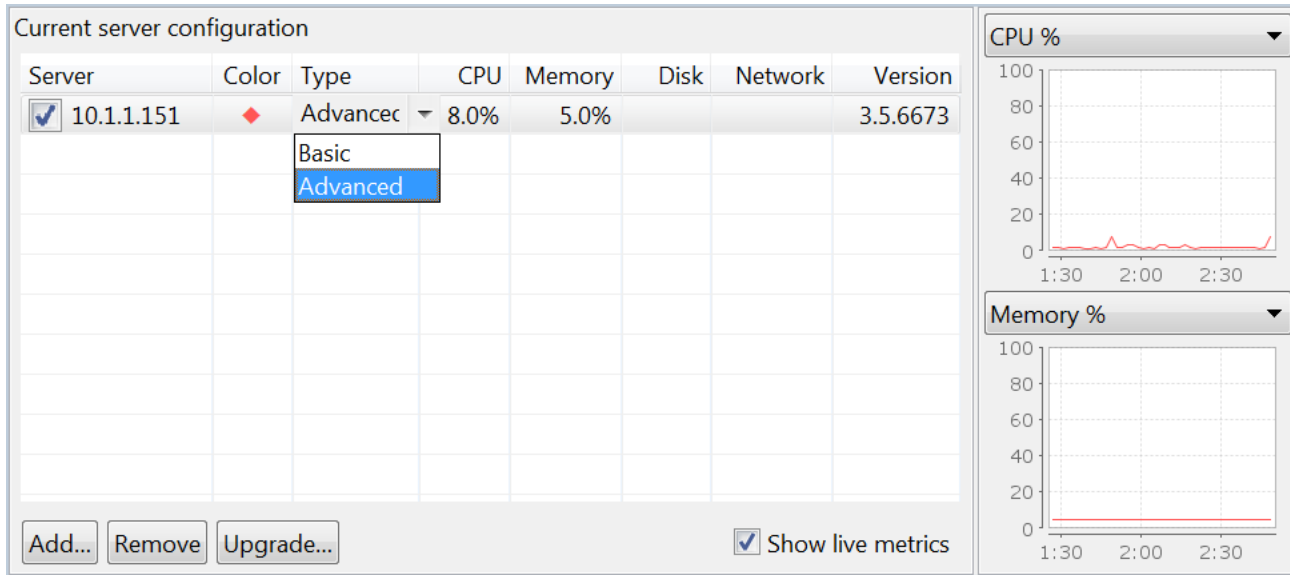 Current server configuration
Server Color Type CPU Memory Disk Network Version
10.1.1.151 Advancec 8.0% 5.0% 3.5.6673
Basic
Advanced
Add... Remove Upgrade... Show live metrics
CPU %
100
80
60
40
20
0
1:30 2:00 2:30
Memory %
100
80
60
40
20
0
1:30 2:00 2:30